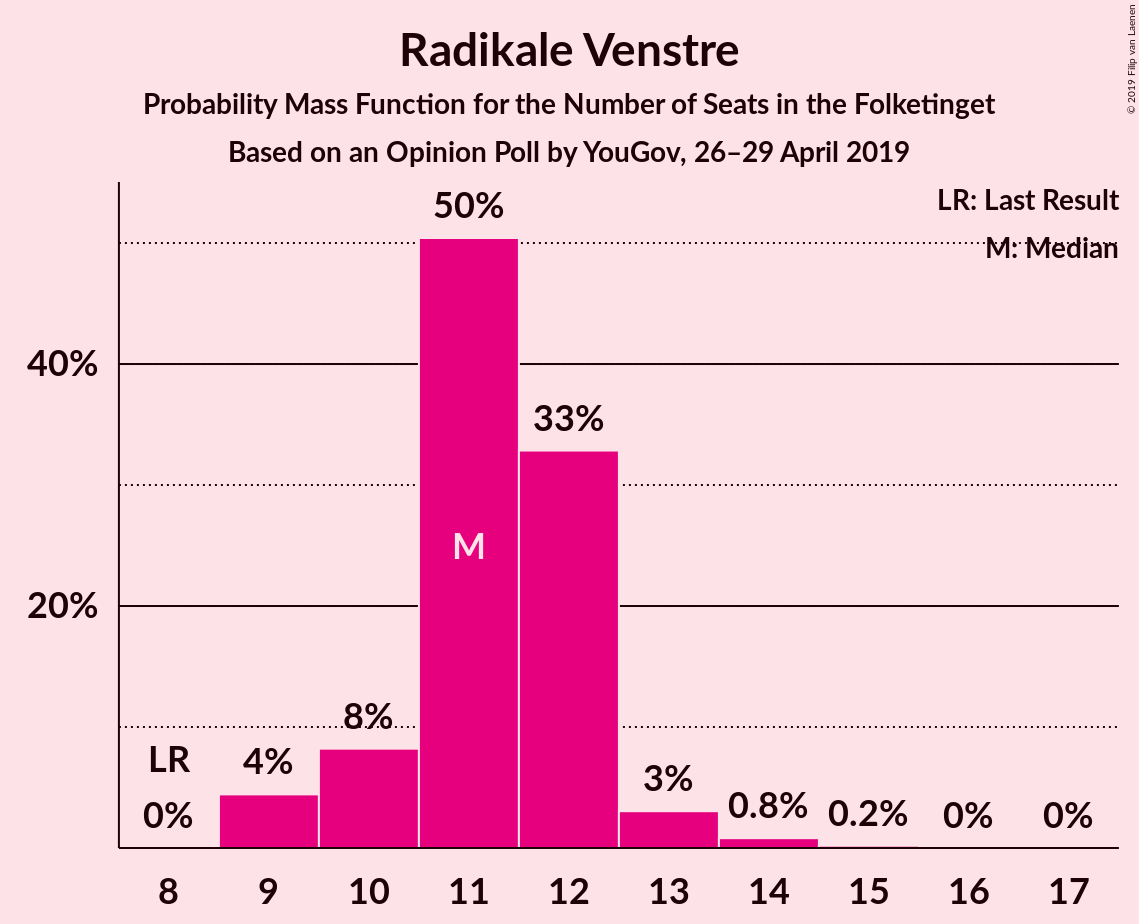 Radikale Venstre
Probability Mass Function for the Number of Seats in the Folketinget
Based on an Opinion Poll by YouGov, 26–29 April 2019
© 2019 Filip van Laenen
LR: Last Result
M: Median
50%
40%
33%
M
20%
8%
LR
4%
3%
0.8%
0.2%
0%
0%
0%
8 9 10 11 12 13 14 15 16 17